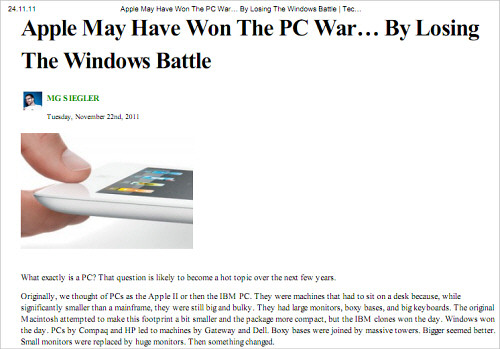 24.11.11 Apple May Have Won The PC War… By Losing The Windows Battle | Tec…
Apple May Have Won The PC War… By Losing
The Windows Battle
MG SIEGLER
Tuesday, November 22nd, 2011
What exactly is a PC? That question is likely to become a hot topic over the next few years.
Originally, we thought of PCs as the Apple II or then the IBM PC. They were machines that had to sit on a desk because, while
significantly smaller than a mainframe, they were still big and bulky. They had large monitors, boxy bases, and big keyboards. The original
Macintosh attempted to make this footprint a bit smaller and the package more compact, but the IBM clones won the day. Windows won
the day. PCs by Compaq and HP led to machines by Gateway and Dell. Boxy bases were joined by massive towers. Bigger seemed better.
Small monitors were replaced by huge monitors. Then something changed.